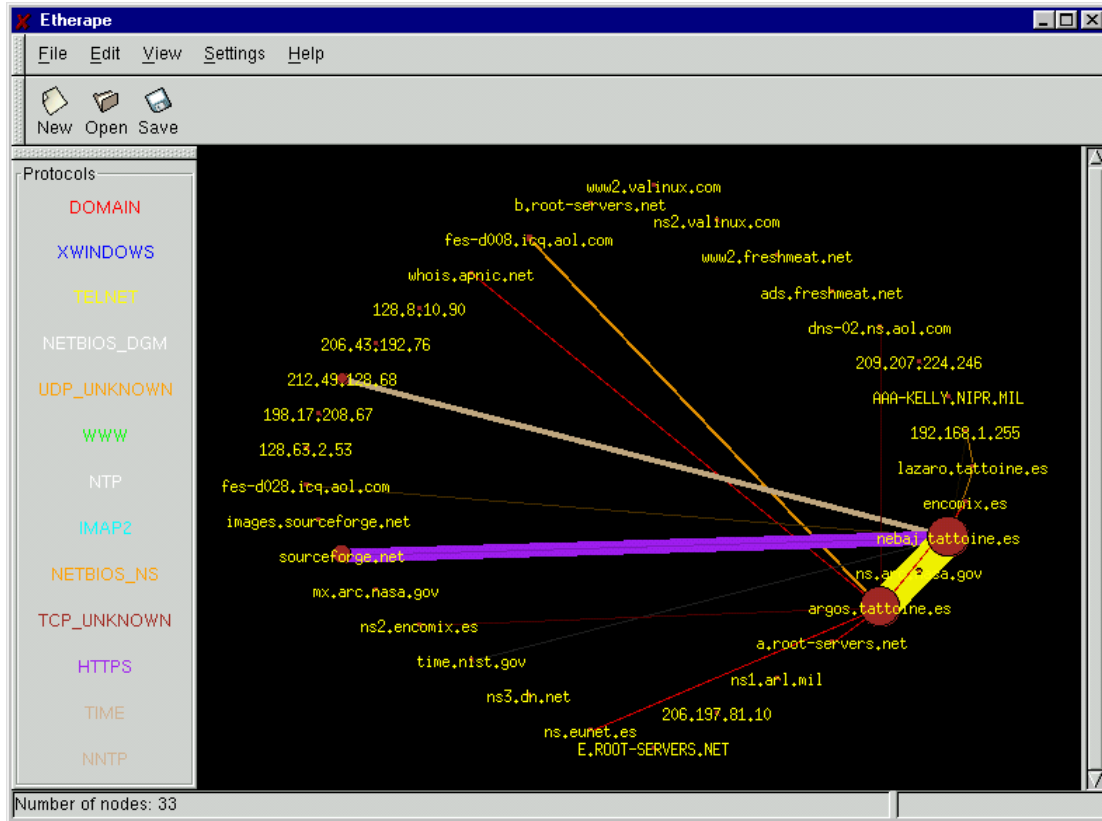 Etherape
File Edit View Settings Help
New Open Save
Protocols
DOMAIN
XWINDOWS
TELNET
NETBIOS_DGM
UDP_UNKNOWN
WWW
NTP
IMAP2
NETBIOS_NS
TCP_UNKNOWN
HTTPS
TIME
NNTP
www2.valinux.com
b.root-servers.net
ns2.valinux.com
fes-d008.icq.aol.com
www2.freshmeat.net
whois.apnic.net
ads.freshmeat.net
128.8.10.90
dns-02.ns.aol.com
206.43.192.76
209.207.224.246
212.49.128.68
AAA-KELLY.NIPR.MIL
198.17.208.67
192.168.1.255
128.63.2.53
lazaro.tattoine.es
fes-d028.icq.aol.com
encomix.es
images.sourceforge.net
nebaj.tattoine.es
sourceforge.net
ns.arc.nasa.gov
mx.arc.nasa.gov
argos.tattoine.es
ns2.encomix.es
a.root-servers.net
time.nist.gov
ns1.arl.mil
ns3.dn.net
206.197.81.10
ns.eunet.es
E.ROOT-SERVERS.NET
Number of nodes: 33